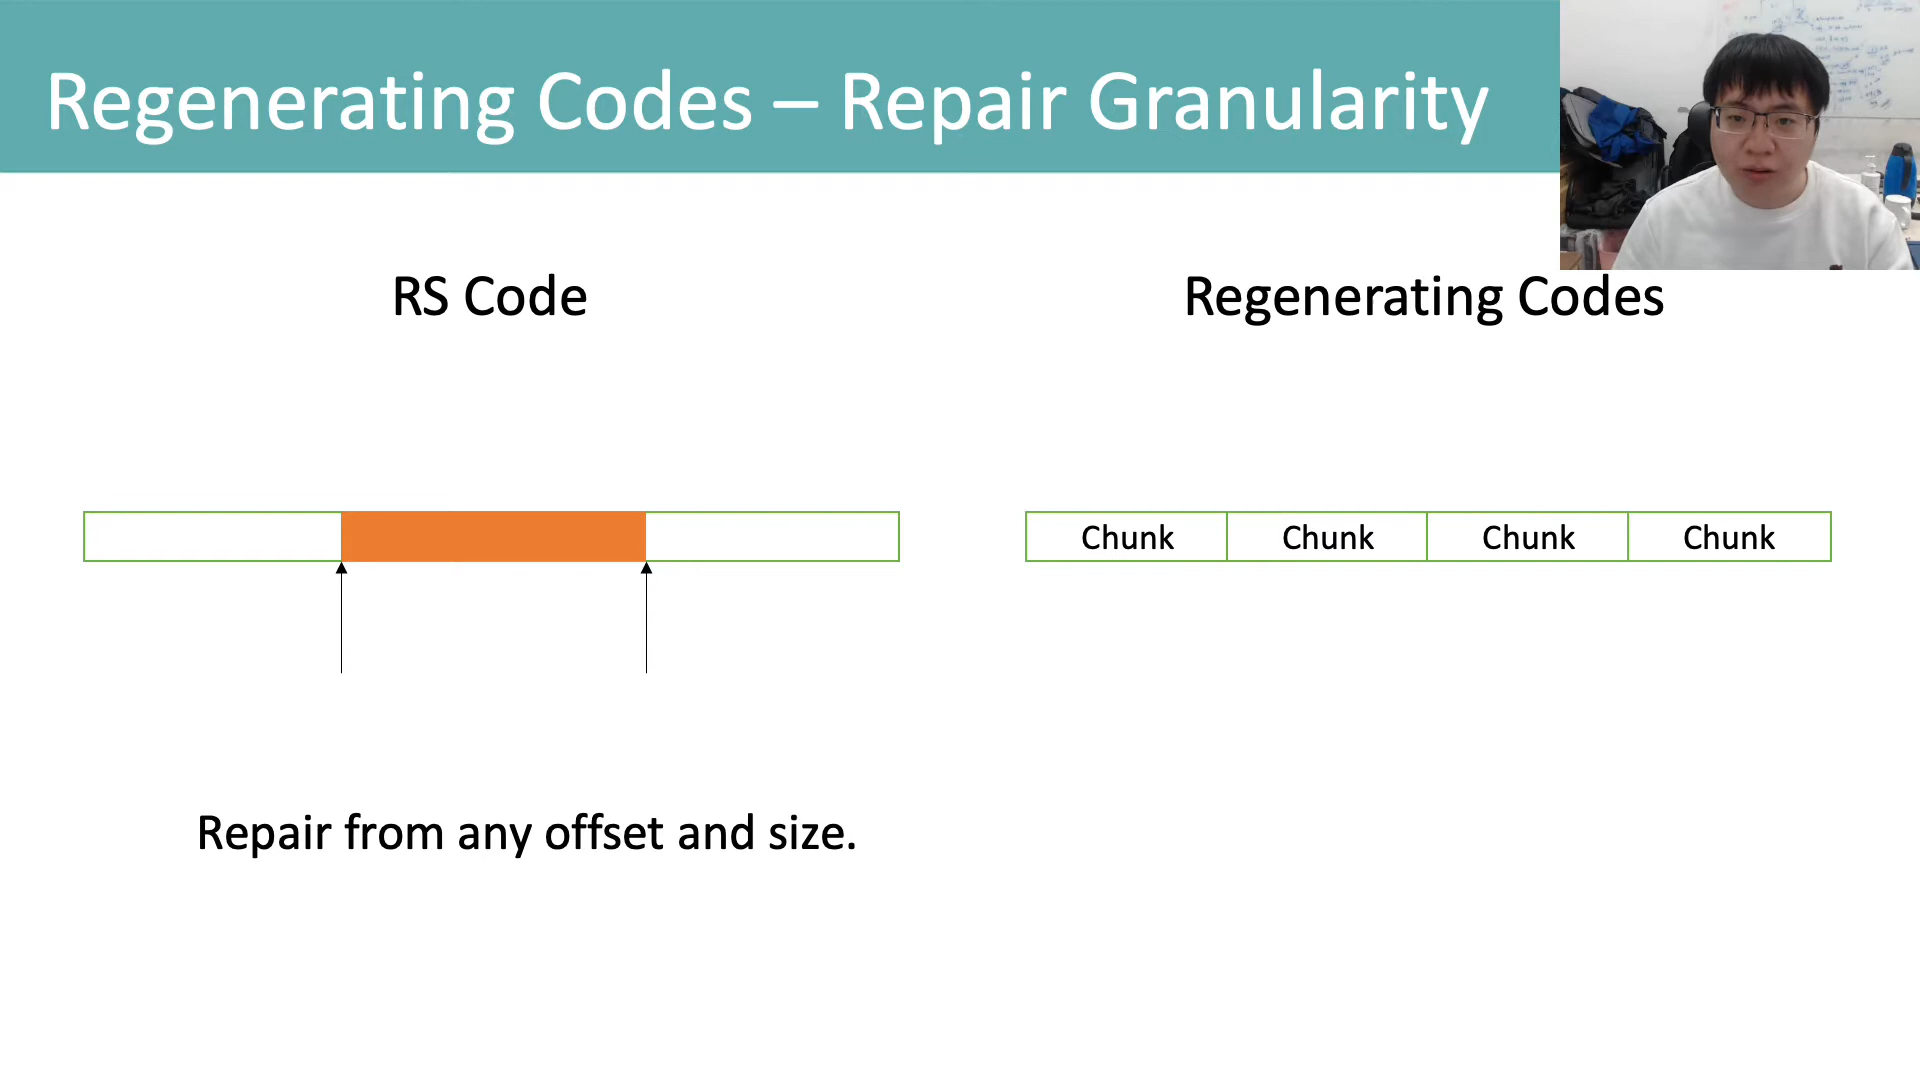 Regenerating Codes – Repair Granularity
RS Code
Regenerating Codes
Chunk Chunk Chunk Chunk
Repair from any offset and size.